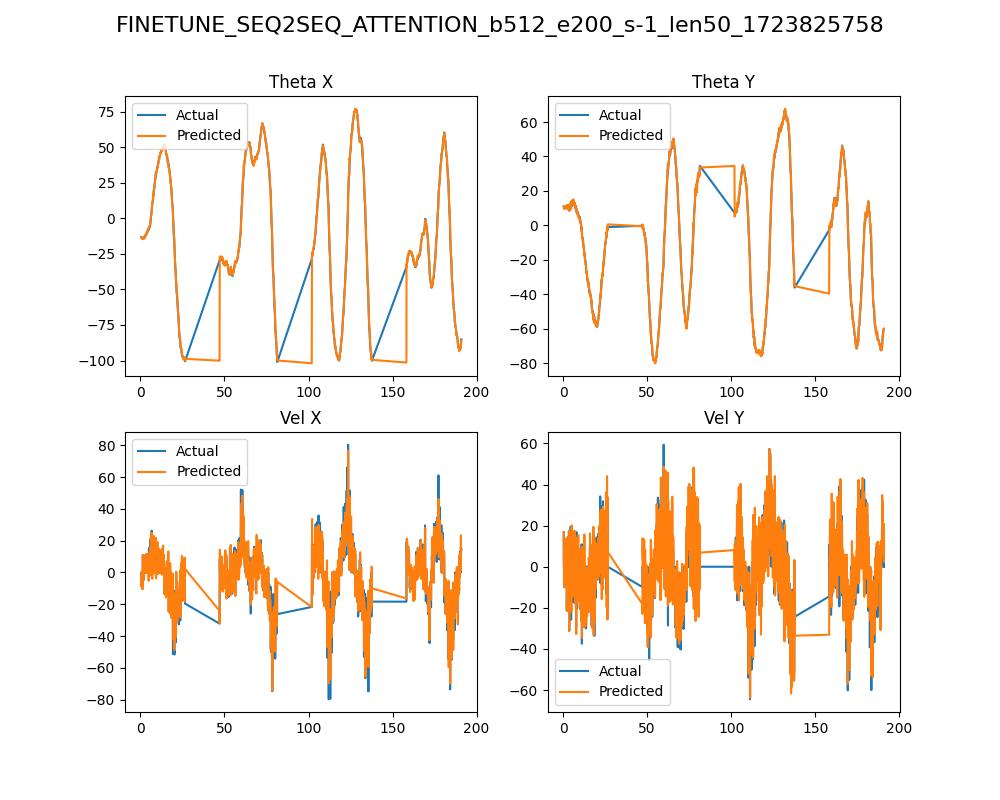 FINETUNE_SEQ2SEQ_ATTENTION_b512_e200_s-1_len50_1723825758
Theta X
Theta Y
Actual
Predicted
Actual
Predicted
75
50
25
0
−25
−50
−75
−100
60
40
20
0
−20
−40
−60
−80
0 50 100 150 200
0 50 100 150 200
Vel X
Vel Y
Actual
Predicted
80
60
40
20
0
−20
−40
−60
−80
60
40
20
0
−20
−40
−60
Actual
Predicted
0 50 100 150 200
0 50 100 150 200